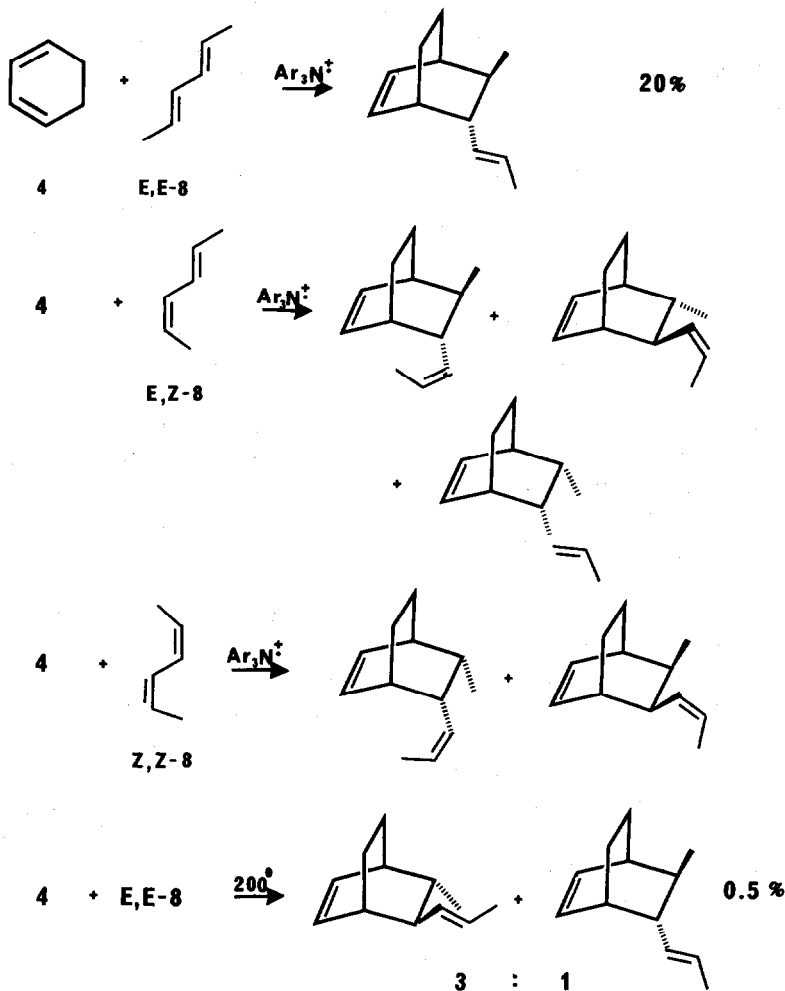 + Ar₃N⁺· 20%
4 E,E-8
4 + Ar₃N⁺· +
E,Z-8
+
4 + Ar₃N⁺· +
Z,Z-8
4 + E,E-8 200° + 0.5 %
3 : 1